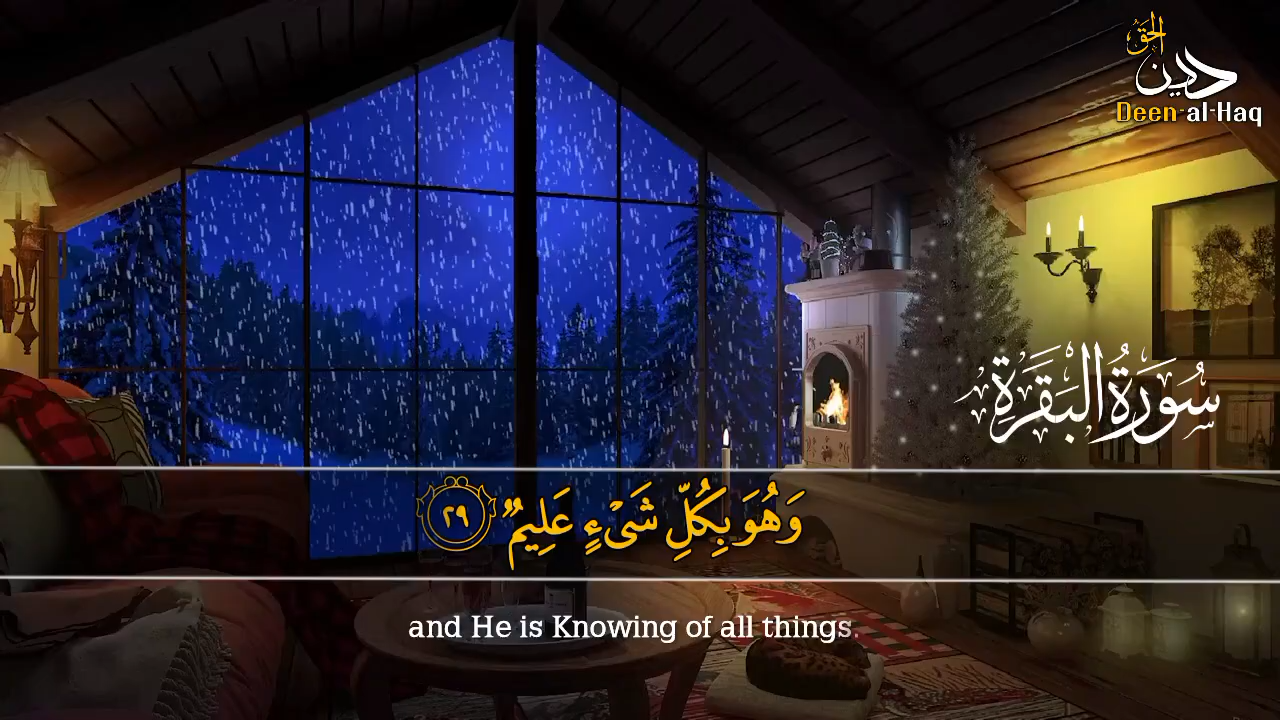 دين الحق
Deen-al-Haq
سُورَةُ البَقَرَةِ
وَهُوَ بِكُلِّ شَىْءٍ عَلِيمٌ ٢٩
and He is Knowing of all things.